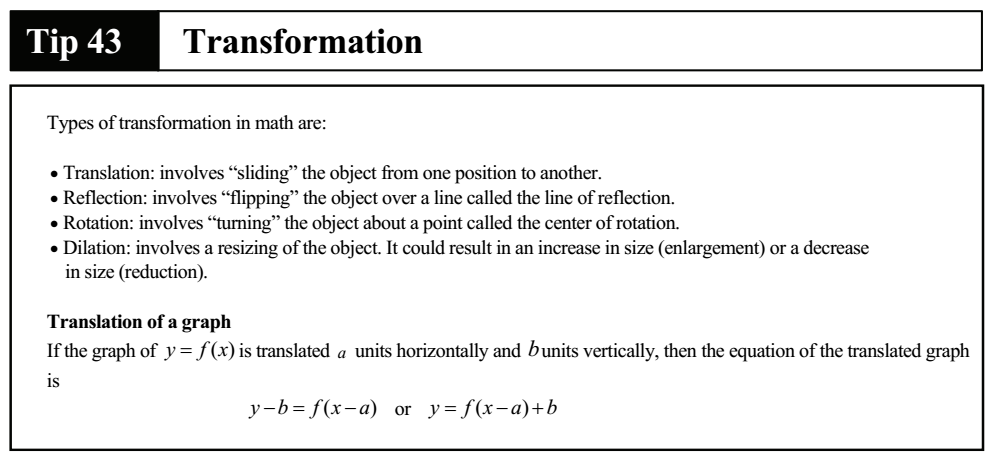 Tip 43 Transformation
Types of transformation in math are:
• Translation: involves “sliding” the object from one position to another.
• Reflection: involves “flipping” the object over a line called the line of reflection.
• Rotation: involves “turning” the object about a point called the center of rotation.
• Dilation: involves a resizing of the object. It could result in an increase in size (enlargement) or a decrease
in size (reduction).
Translation of a graph
If the graph of y = f(x) is translated a units horizontally and b units vertically, then the equation of the translated graph
is
y − b = f(x − a) or y = f(x − a) + b